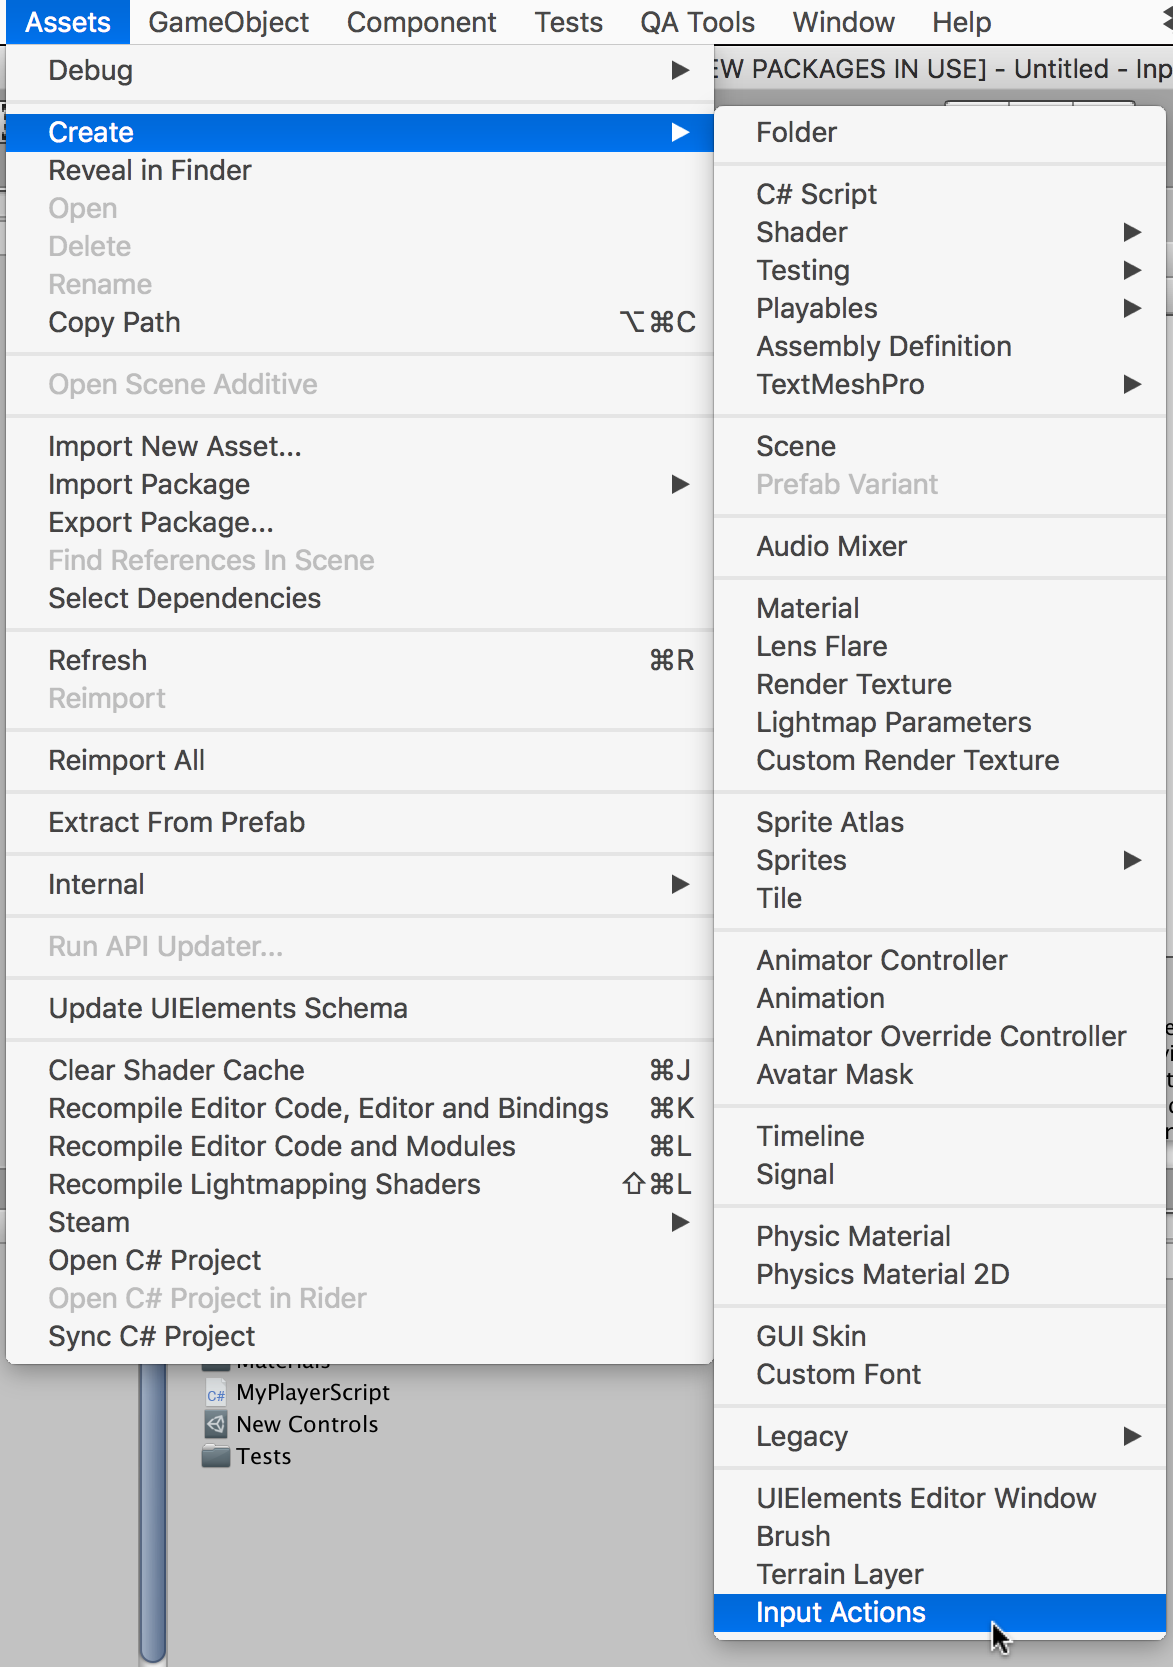 Assets GameObject Component Tests QA Tools Window Help
EW PACKAGES IN USE] - Untitled - Inp
Debug
Create
Reveal in Finder
Open
Delete
Rename
Copy Path ⌥⌘C
Open Scene Additive
Import New Asset...
Import Package
Export Package...
Find References In Scene
Select Dependencies
Refresh ⌘R
Reimport
Reimport All
Extract From Prefab
Internal
Run API Updater...
Update UIElements Schema
Clear Shader Cache ⌘J
Recompile Editor Code, Editor and Bindings ⌘K
Recompile Editor Code and Modules ⌘L
Recompile Lightmapping Shaders ⇧⌘L
Steam
Open C# Project
Open C# Project in Rider
Sync C# Project
Folder
C# Script
Shader
Testing
Playables
Assembly Definition
TextMeshPro
Scene
Prefab Variant
Audio Mixer
Material
Lens Flare
Render Texture
Lightmap Parameters
Custom Render Texture
Sprite Atlas
Sprites
Tile
Animator Controller
Animation
Animator Override Controller
Avatar Mask
Timeline
Signal
Physic Material
Physics Material 2D
GUI Skin
Custom Font
Legacy
UIElements Editor Window
Brush
Terrain Layer
Input Actions
Materials
C# MyPlayerScript
New Controls
Tests